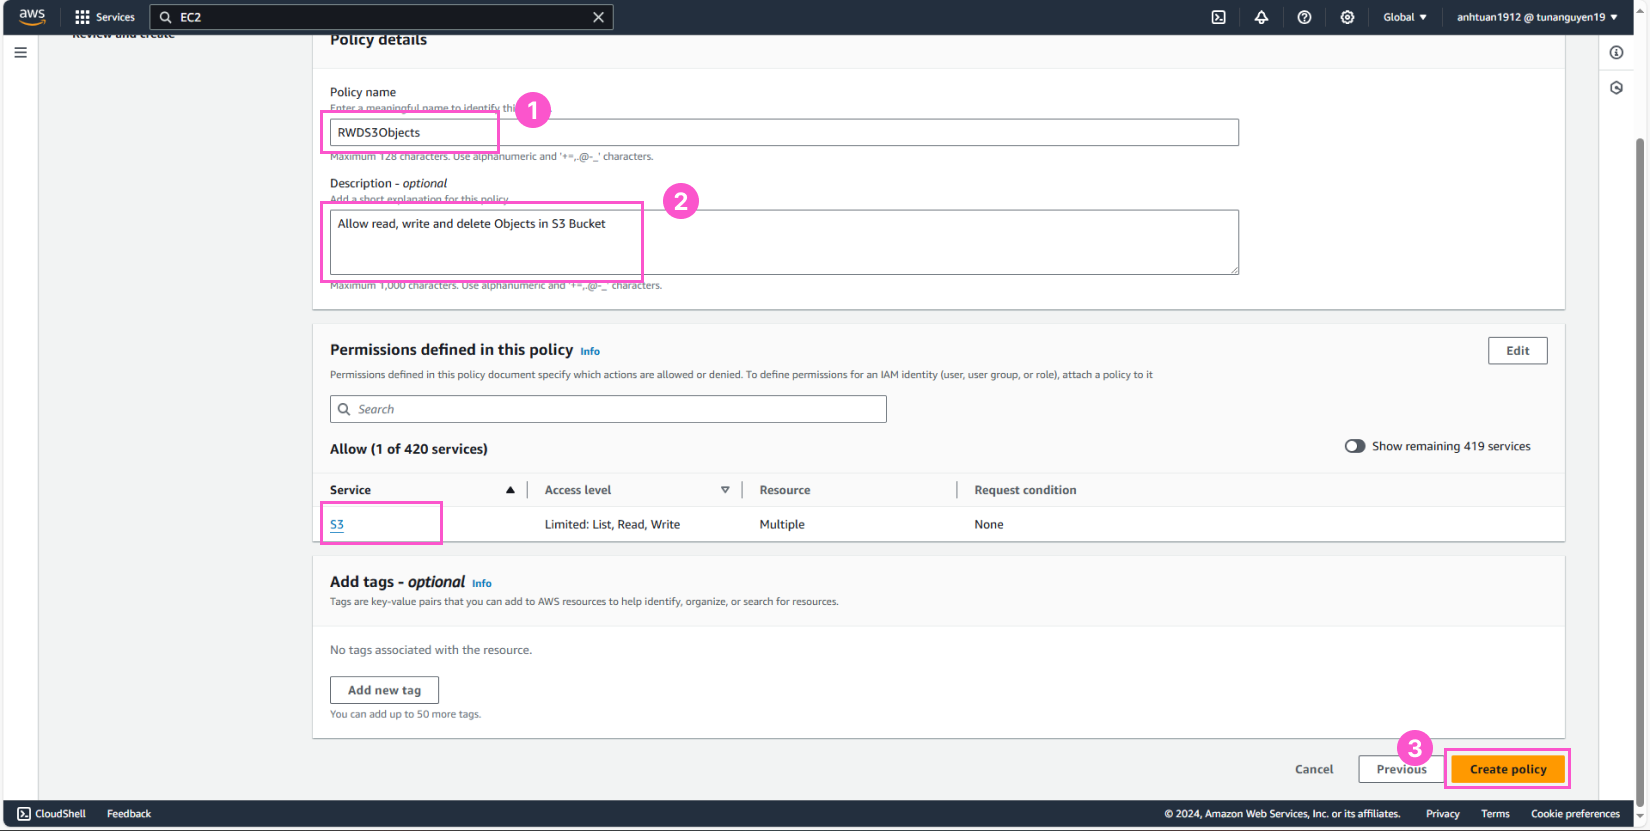 aws Services EC2 Global anhtuan1912 @ tunanguyen19
Review and create
Policy details
Policy name
Enter a meaningful name to identify thi
1
RWDS3Objects
Maximum 128 characters. Use alphanumeric and '+=,.@-_' characters.
Description - optional
Add a short explanation for this policy.
2
Allow read, write and delete Objects in S3 Bucket
Maximum 1,000 characters. Use alphanumeric and '+=,.@-_' characters.
Permissions defined in this policy Info
Edit
Permissions defined in this policy document specify which actions are allowed or denied. To define permissions for an IAM identity (user, user group, or role), attach a policy to it
Search
Allow (1 of 420 services)
Show remaining 419 services
Service Access level Resource Request condition
S3 Limited: List, Read, Write Multiple None
Add tags - optional Info
Tags are key-value pairs that you can add to AWS resources to help identify, organize, or search for resources.
No tags associated with the resource.
Add new tag
You can add up to 50 more tags.
3
Cancel Previous Create policy
CloudShell Feedback © 2024, Amazon Web Services, Inc. or its affiliates. Privacy Terms Cookie preferences